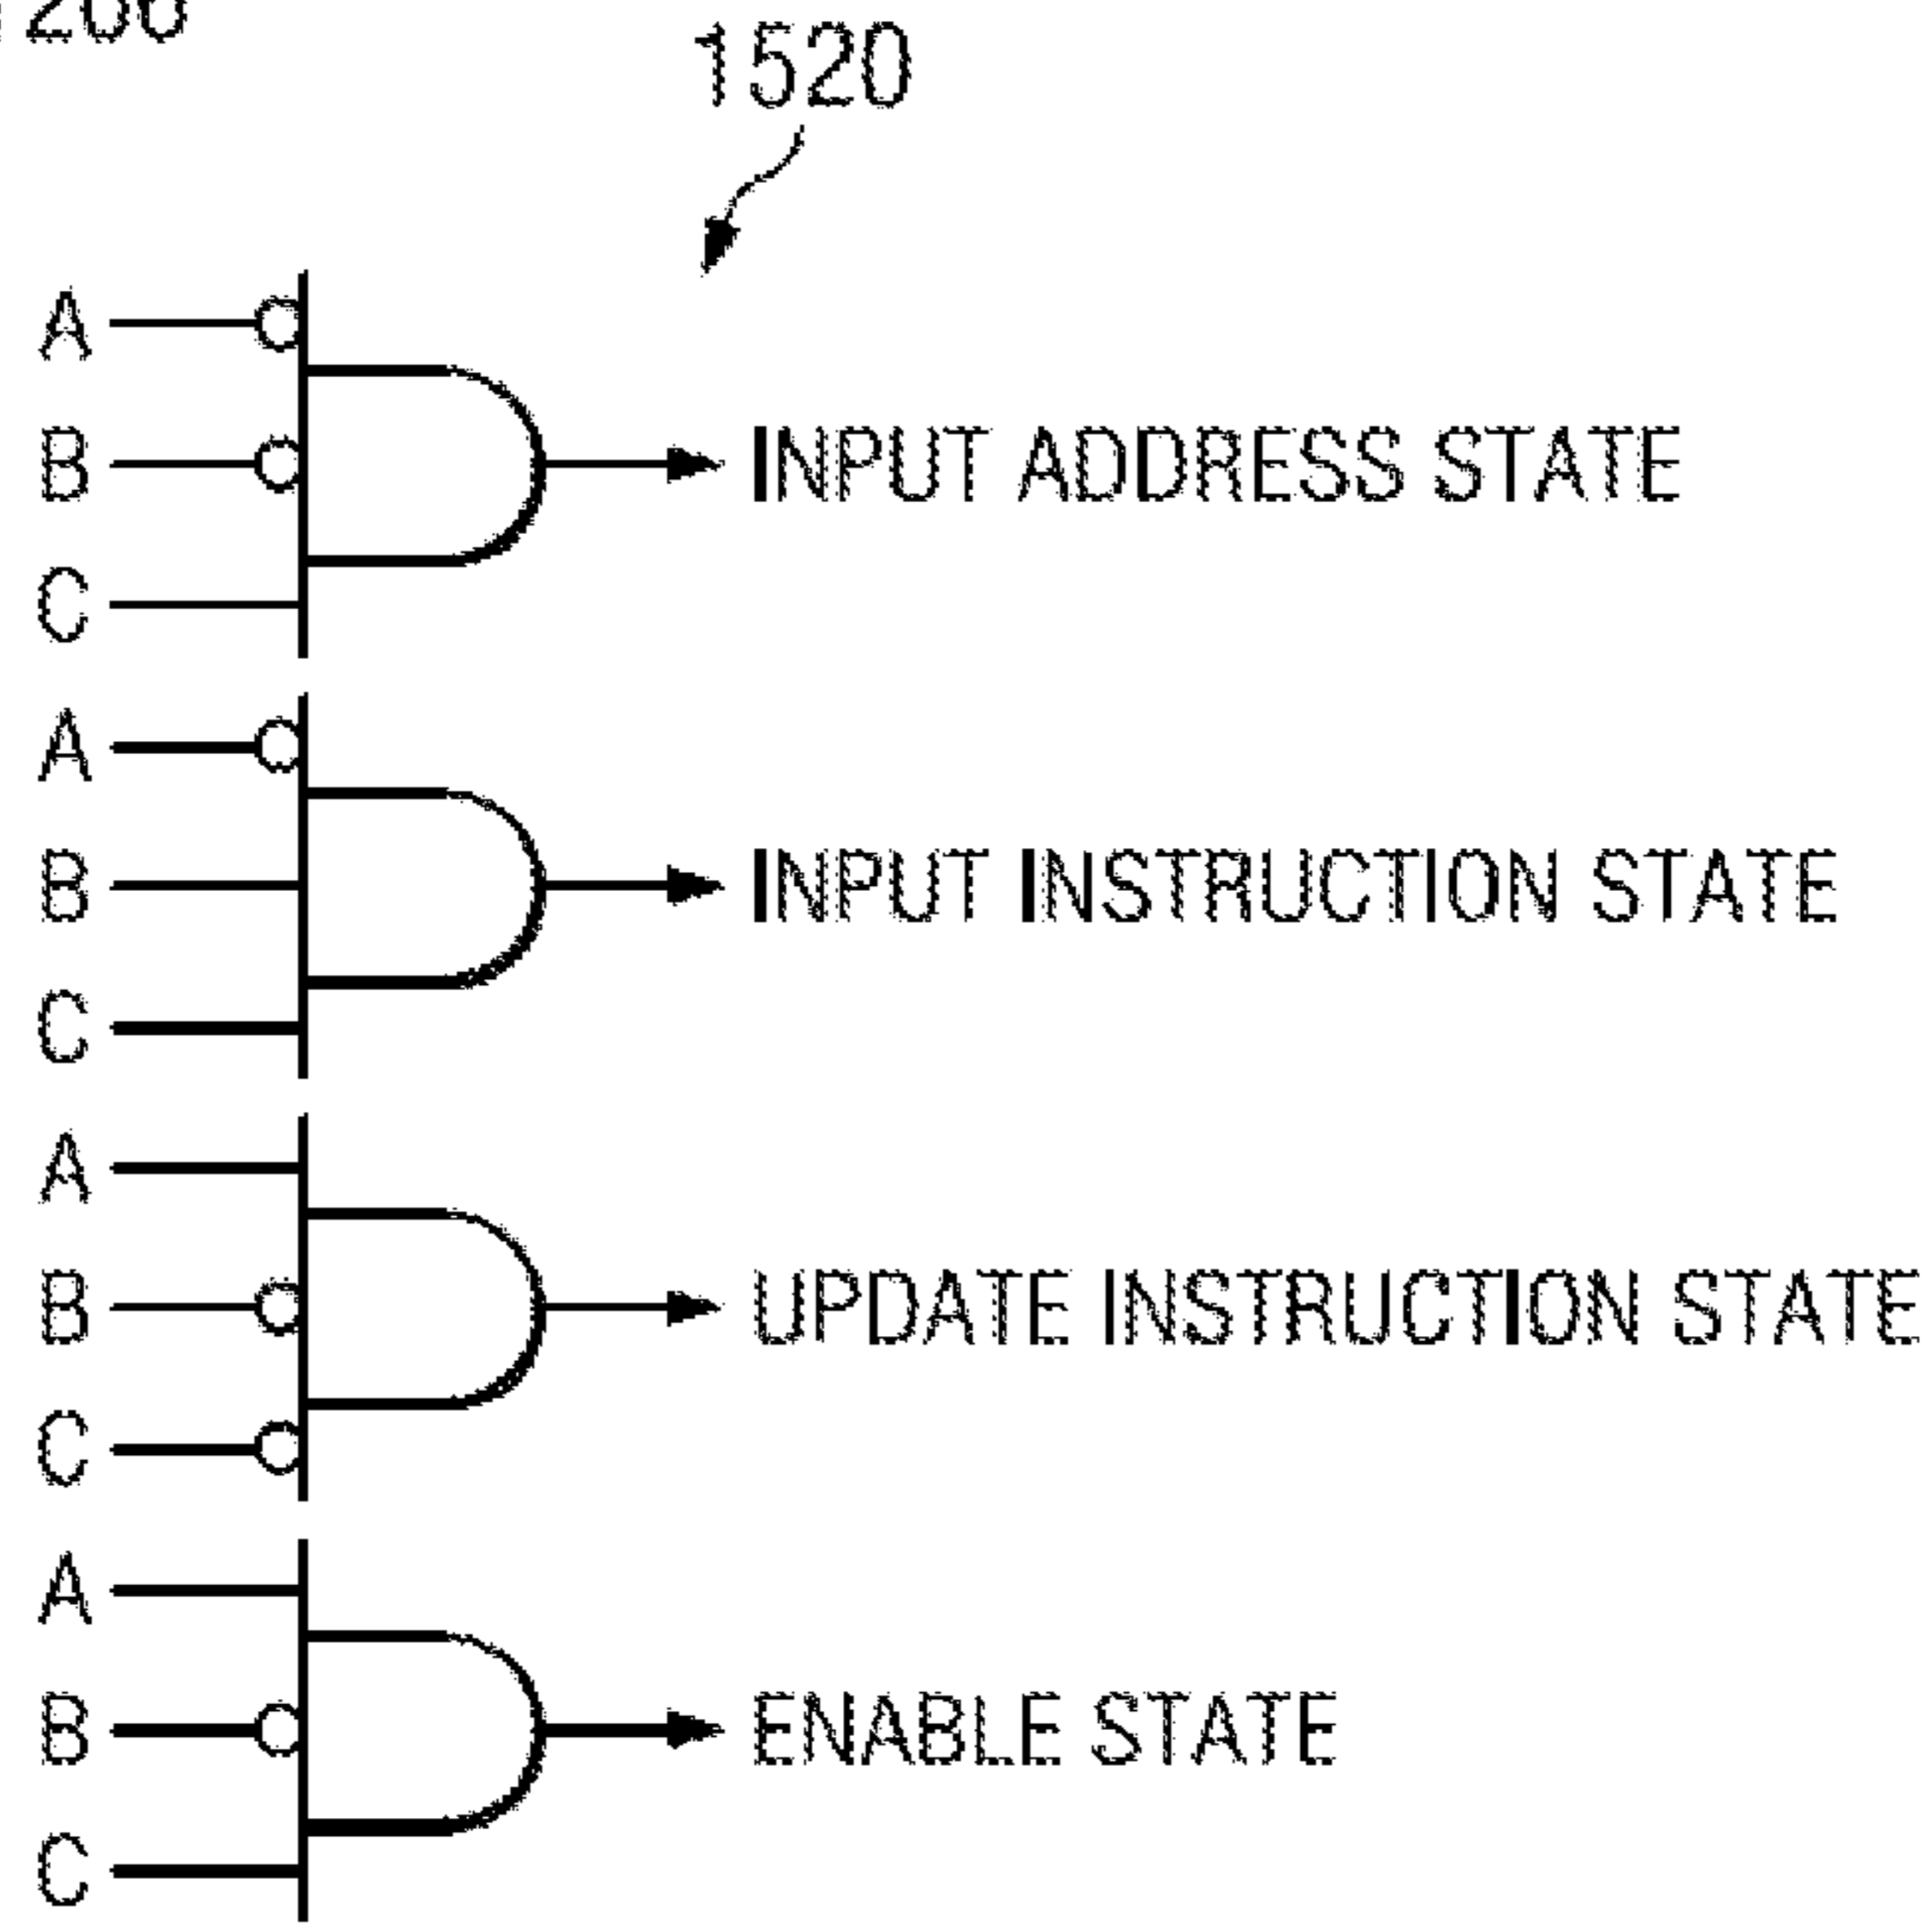 1520
A
B
C
INPUT ADDRESS STATE
A
B
C
INPUT INSTRUCTION STATE
A
B
C
UPDATE INSTRUCTION STATE
A
B
C
ENABLE STATE